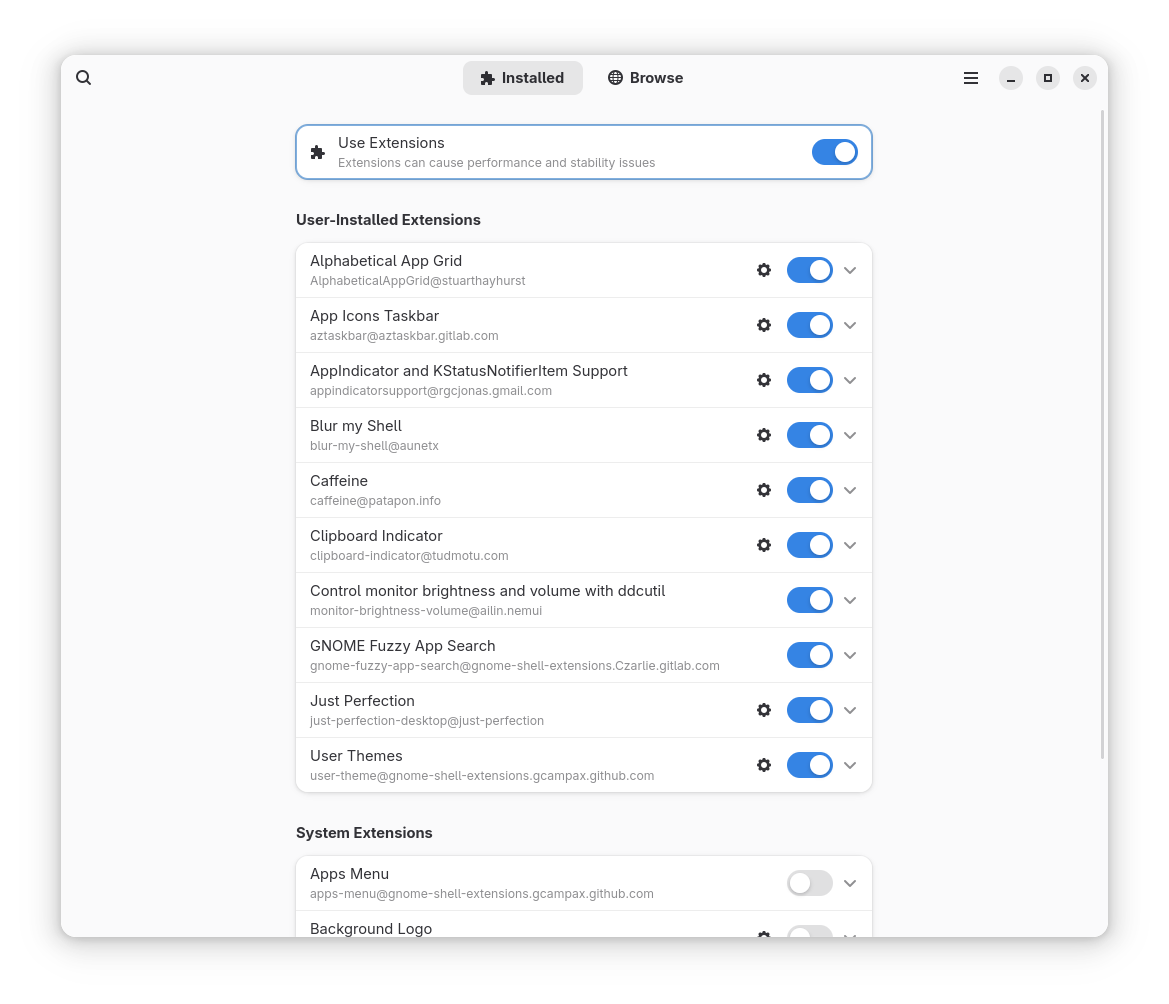 Installed
Browse
Use Extensions
Extensions can cause performance and stability issues
User-Installed Extensions
Alphabetical App Grid
AlphabeticalAppGrid@stuarthayhurst
App Icons Taskbar
aztaskbar@aztaskbar.gitlab.com
AppIndicator and KStatusNotifierItem Support
appindicatorsupport@rgcjonas.gmail.com
Blur my Shell
blur-my-shell@aunetx
Caffeine
caffeine@patapon.info
Clipboard Indicator
clipboard-indicator@tudmotu.com
Control monitor brightness and volume with ddcutil
monitor-brightness-volume@ailin.nemui
GNOME Fuzzy App Search
gnome-fuzzy-app-search@gnome-shell-extensions.Czarlie.gitlab.com
Just Perfection
just-perfection-desktop@just-perfection
User Themes
user-theme@gnome-shell-extensions.gcampax.github.com
System Extensions
Apps Menu
apps-menu@gnome-shell-extensions.gcampax.github.com
Background Logo